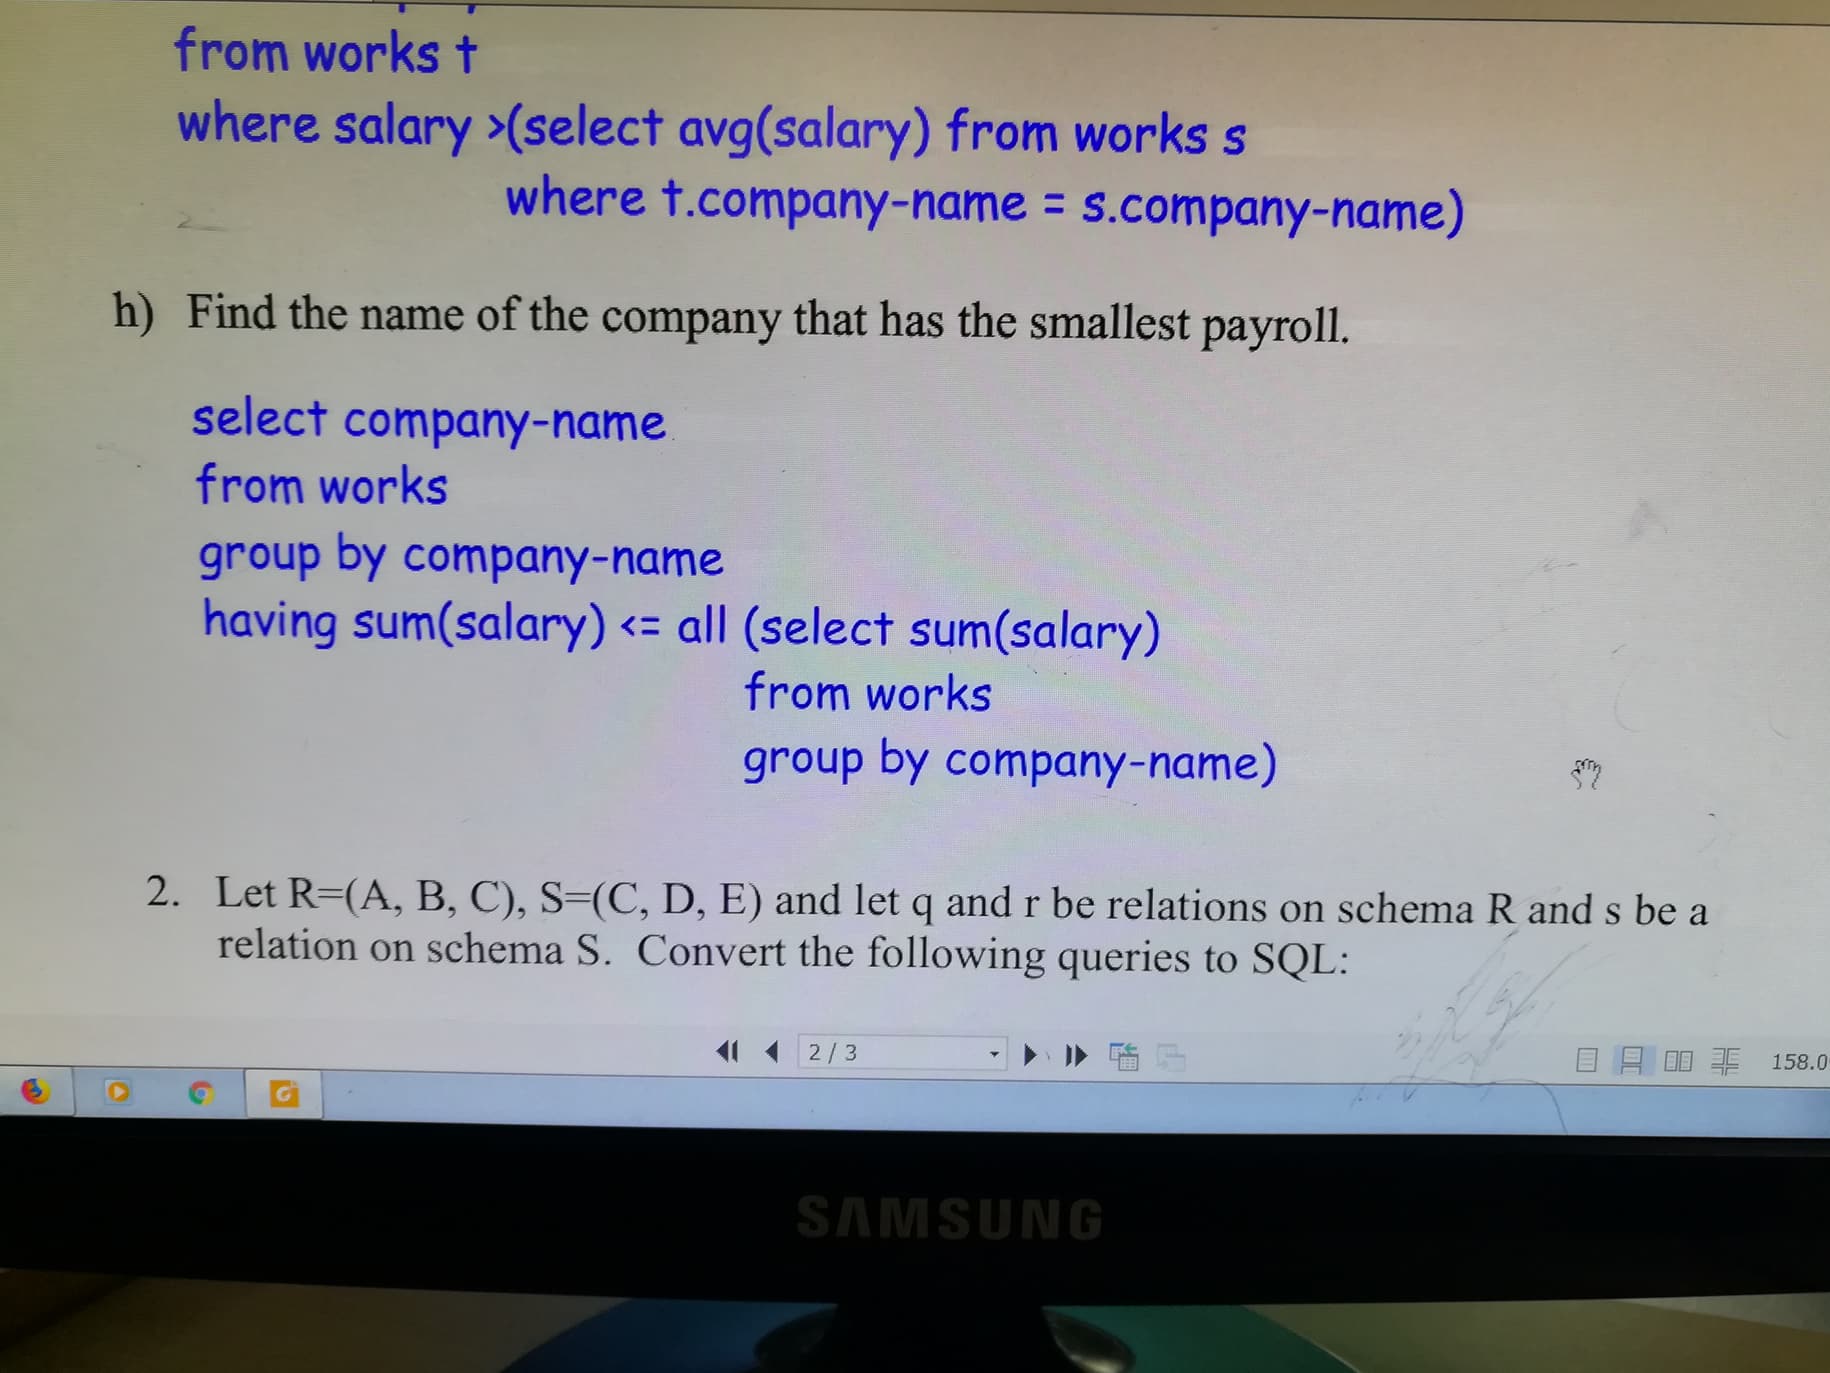 from works t
where salary >(select avg(salary) from works s
where t.company-name = s.company-name)
h) Find the name of the company that has the smallest payroll.
select company-name
from works
group by company-name
having sum(salary) <= all (select sum(salary)
from works
group by company-name)
2. Let R=(A, B, C), S=(C, D, E) and let q and r be relations on schema R and s be a
relation on schema S. Convert the following queries to SQL:
2 / 3
158.0
SAMSUNG